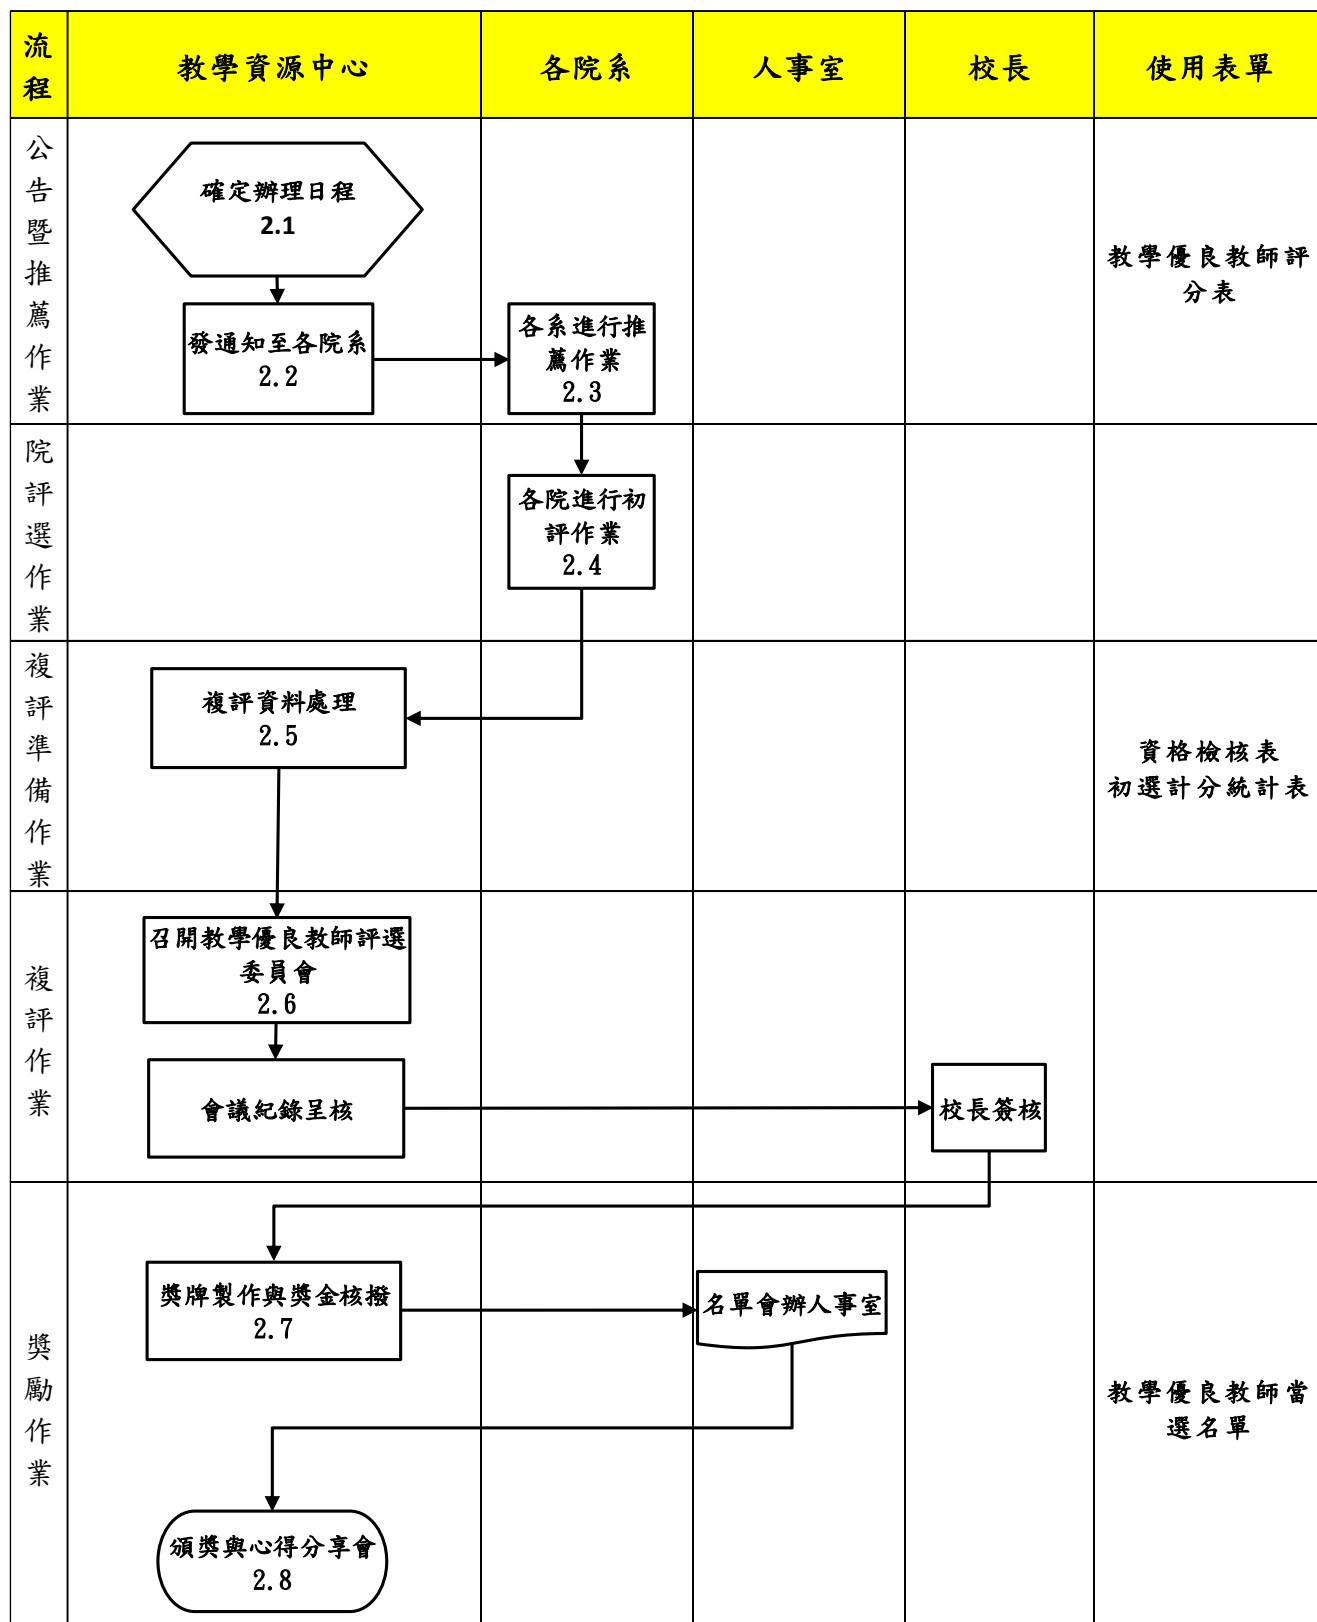 流程
教學資源中心
各院系
人事室
校長
使用表單
公告暨推薦作業
確定辦理日程
2.1
發通知至各院系
2.2
各系進行推
薦作業
2.3
教學優良教師評
分表
院評選作業
各院進行初
評作業
2.4
複評準備作業
複評資料處理
2.5
資格檢核表
初選計分統計表
複評作業
召開教學優良教師評選
委員會
2.6
會議紀錄呈核
校長簽核
獎勵作業
獎牌製作與獎金核撥
2.7
名單會辦人事室
教學優良教師當
選名單
頒獎與心得分享會
2.8